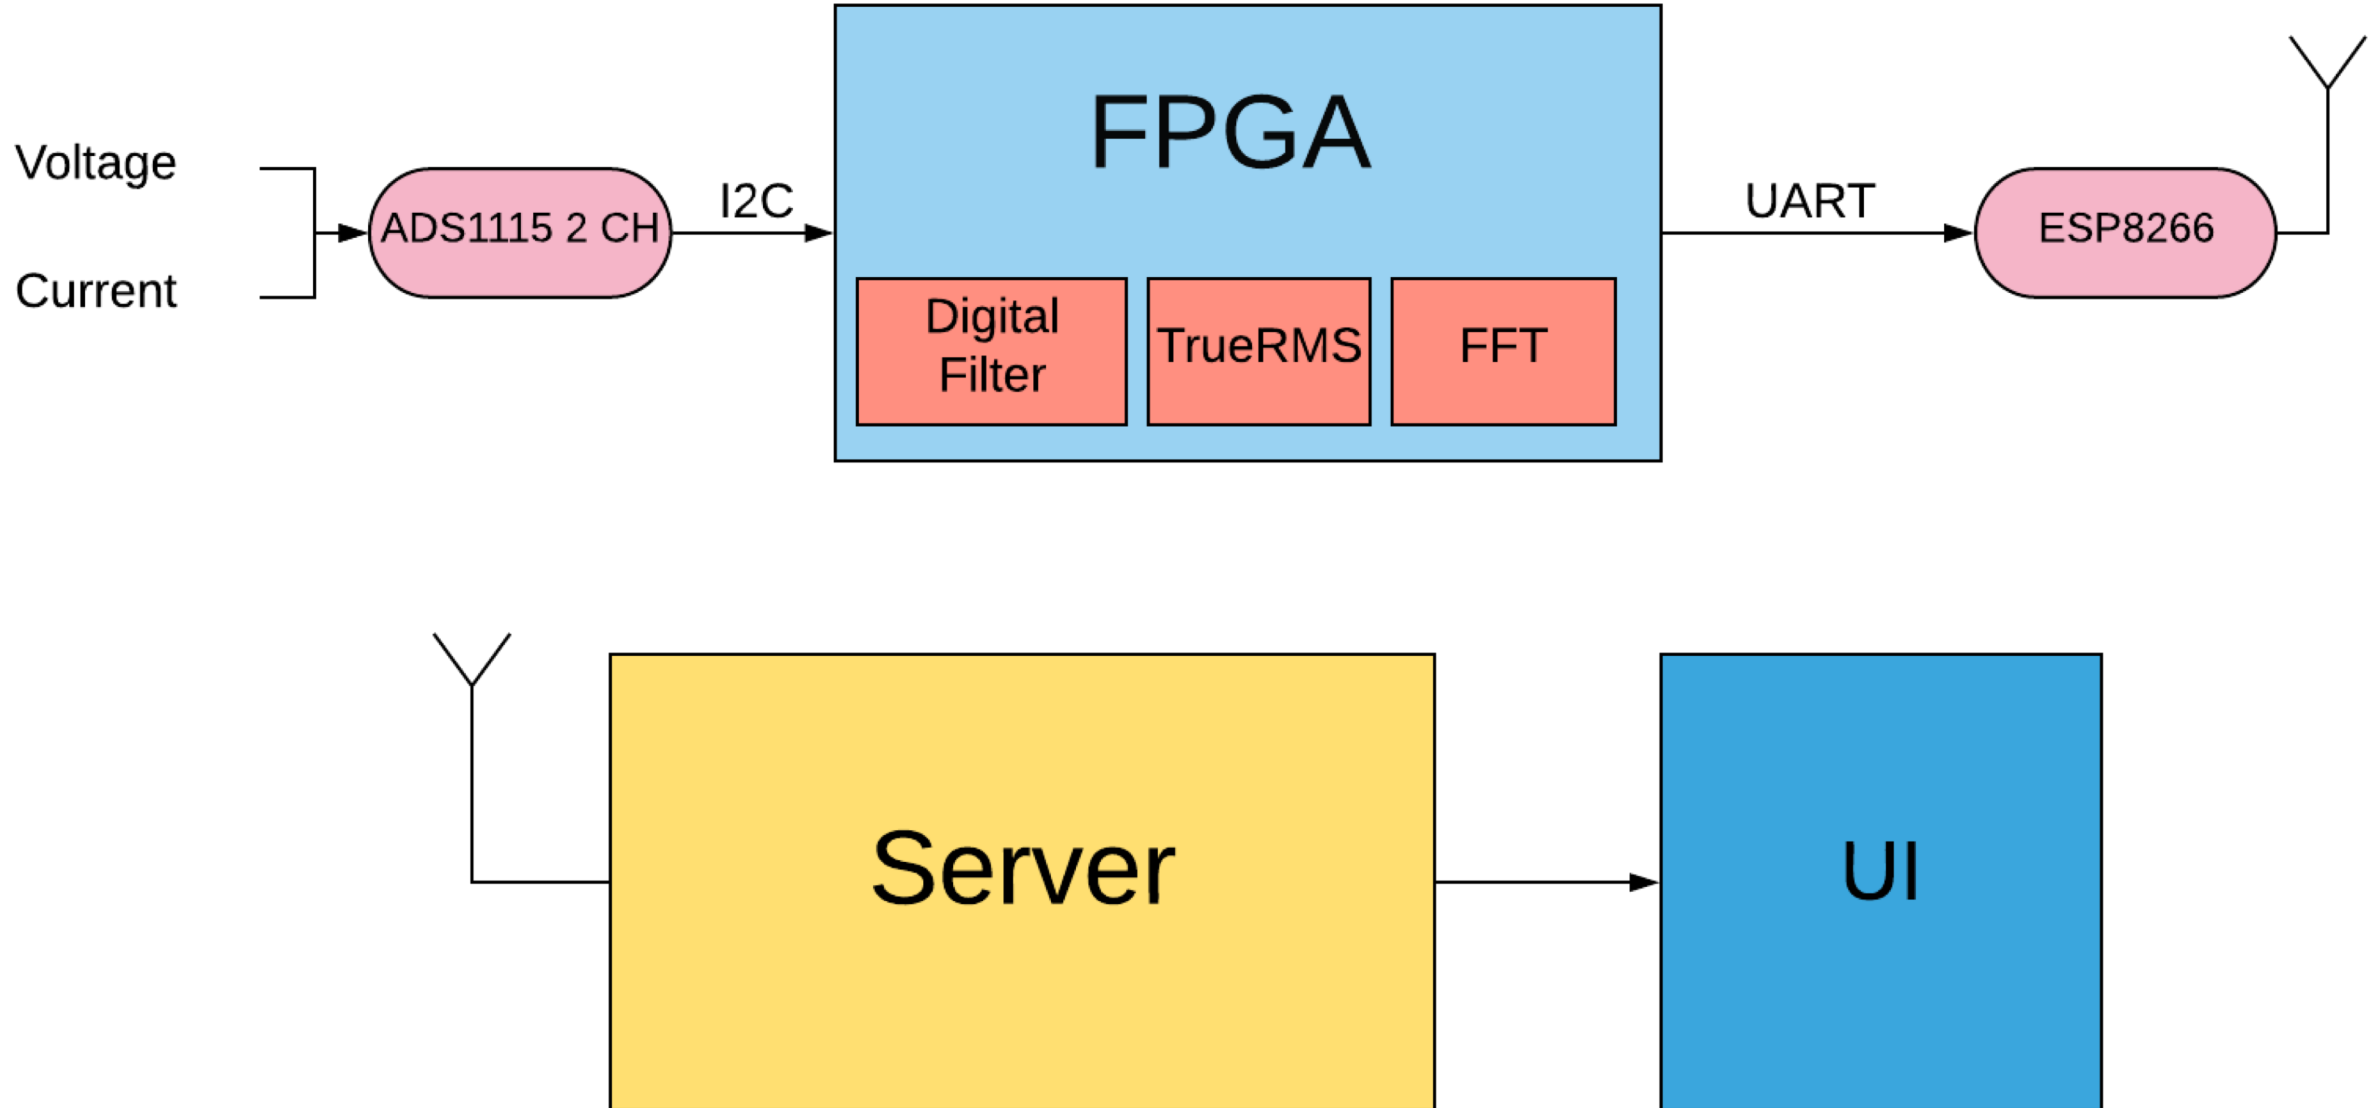 FPGA
Voltage
Current
ADS1115 2 CH
I2C
UART
ESP8266
Digital
Filter
TrueRMS
FFT
Server
UI